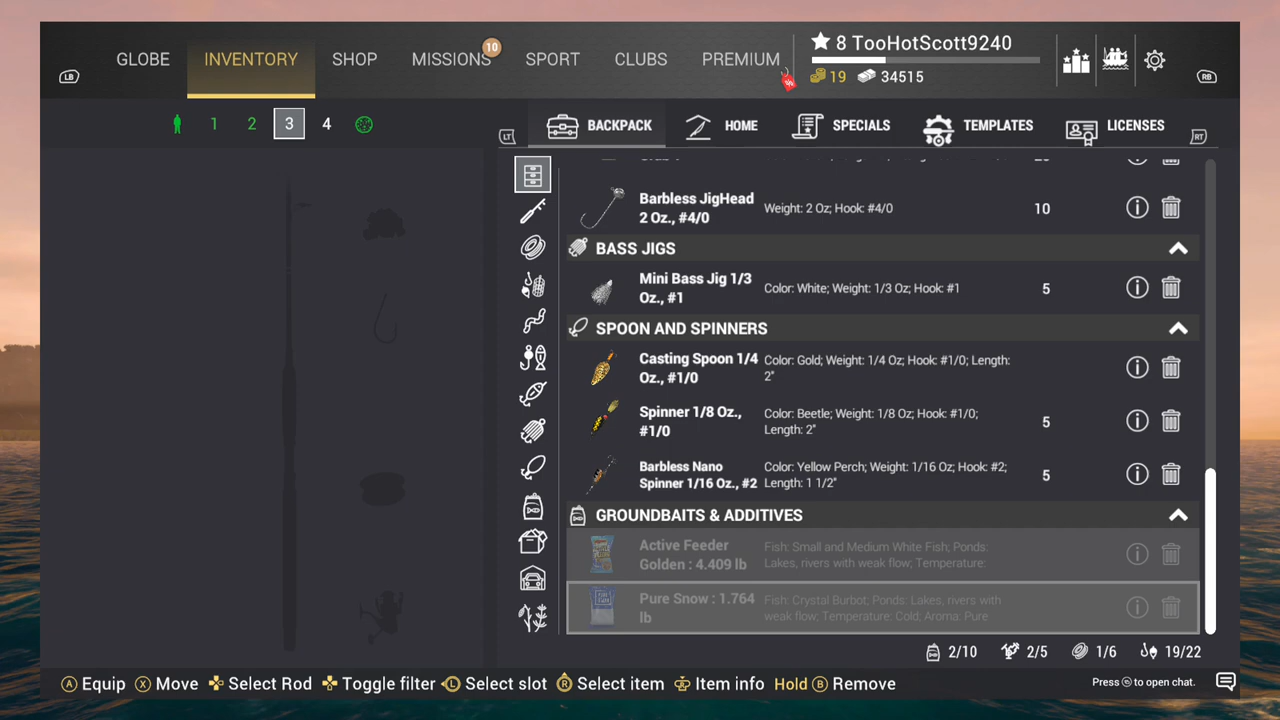 GLOBE INVENTORY SHOP MISSIONS 10 SPORT CLUBS PREMIUM
8 TooHotScott9240
19 34515
LB
RB
1 2 3 4
LT BACKPACK HOME SPECIALS TEMPLATES LICENSES RT
Barbless JigHead
2 Oz., #4/0
Weight: 2 Oz; Hook: #4/0
10
BASS JIGS
Mini Bass Jig 1/3
Oz., #1
Color: White; Weight: 1/3 Oz; Hook: #1
5
SPOON AND SPINNERS
Casting Spoon 1/4
Oz., #1/0
Color: Gold; Weight: 1/4 Oz; Hook: #1/0; Length:
2"
Spinner 1/8 Oz.,
#1/0
Color: Beetle; Weight: 1/8 Oz; Hook: #1/0;
Length: 2"
5
Barbless Nano
Spinner 1/16 Oz., #2
Color: Yellow Perch; Weight: 1/16 Oz; Hook: #2;
Length: 1 1/2"
5
GROUNDBAITS & ADDITIVES
Active Feeder
Golden : 4.409 lb
Fish: Small and Medium White Fish; Ponds:
Lakes, rivers with weak flow; Temperature:
Pure Snow : 1.764
lb
Fish: Crystal Burbot; Ponds: Lakes, rivers with
weak flow; Temperature: Cold; Aroma: Pure
2/10 2/5 1/6 19/22
A Equip X Move Select Rod Toggle filter L Select slot R Select item Item info Hold B Remove
Press to open chat.